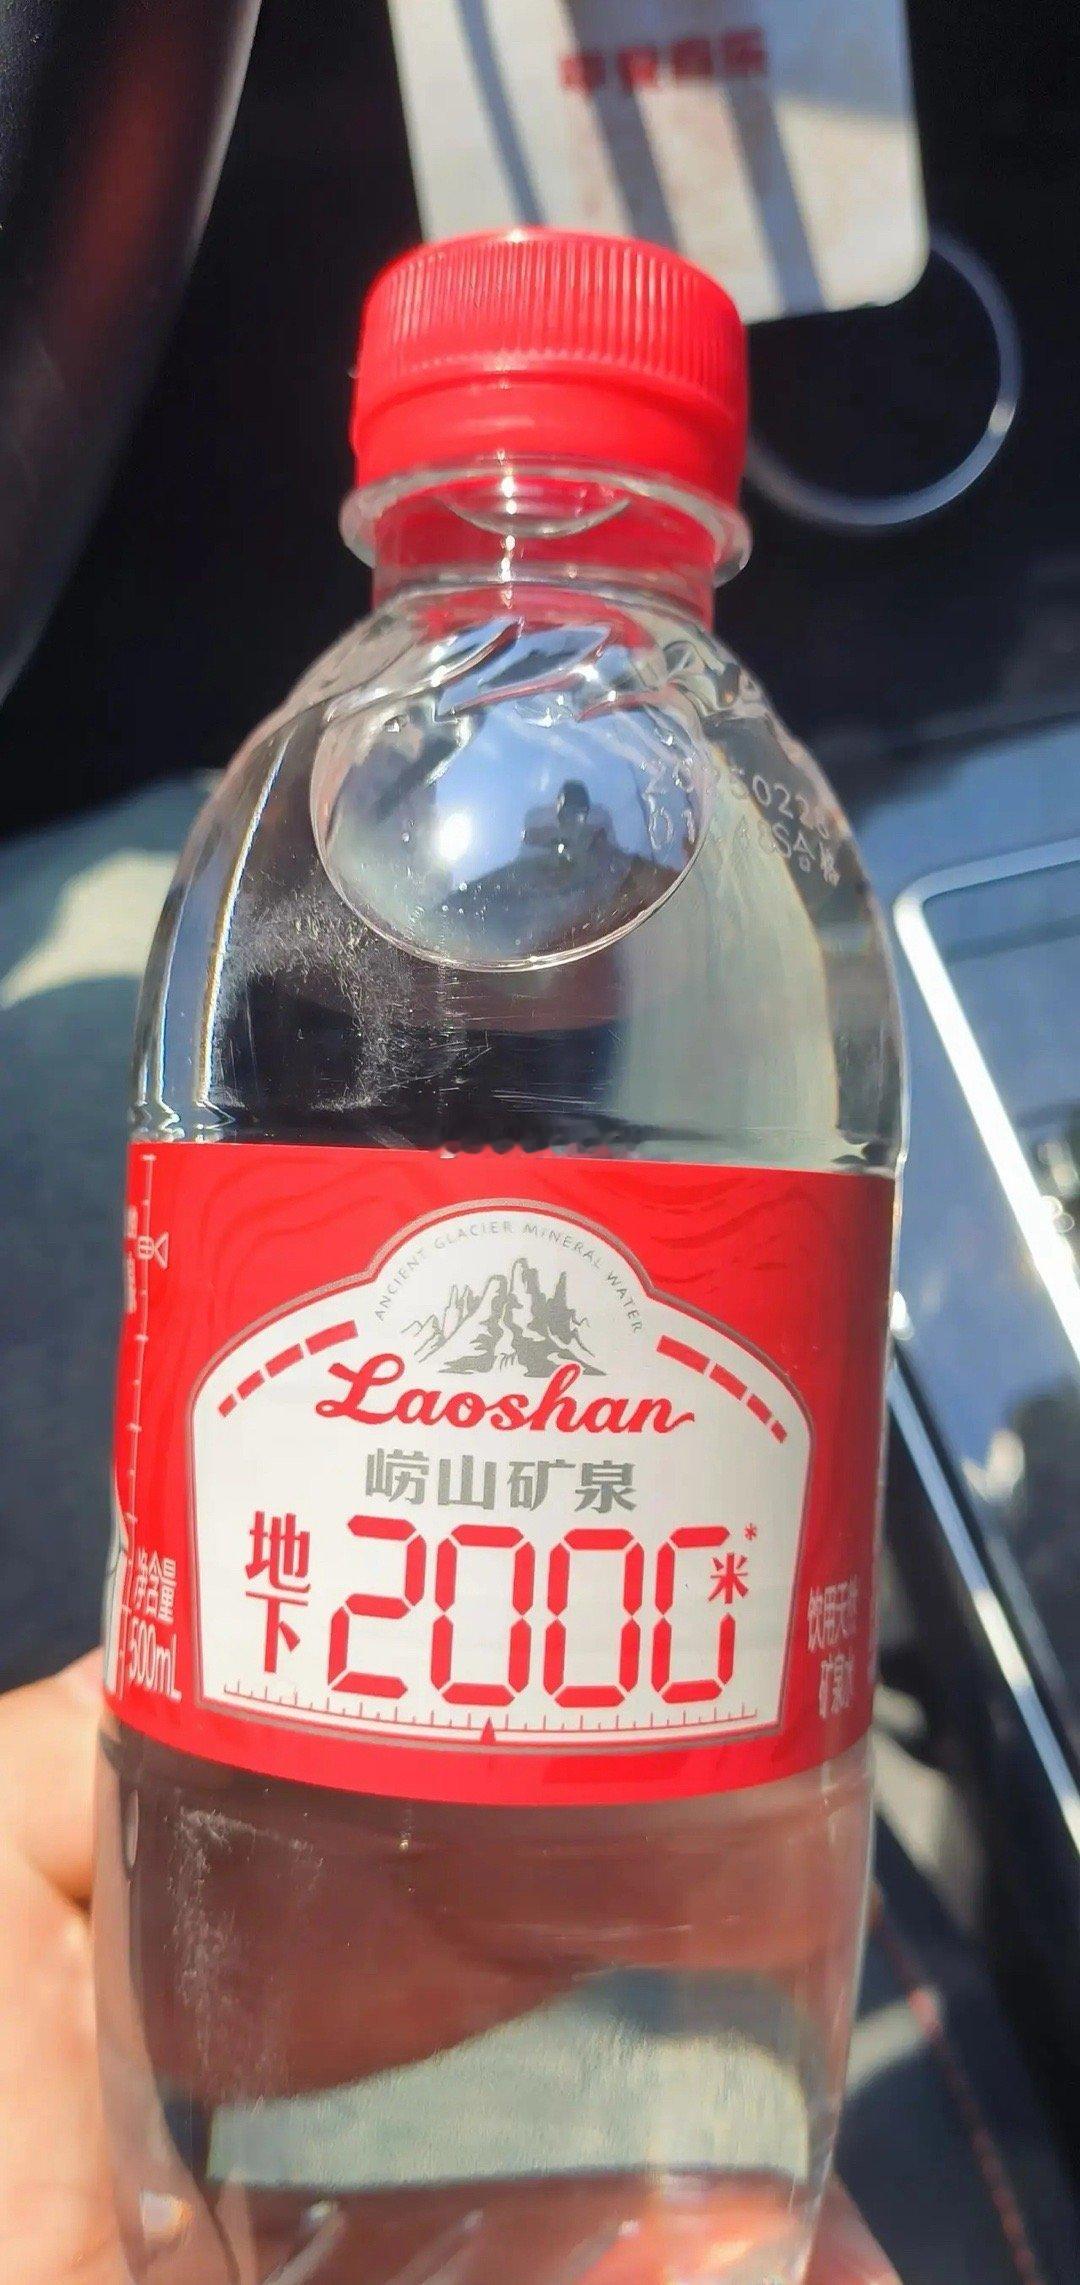 20250226
ANCIENT GLACIER MINERAL WATER
Laoshan
崂山矿泉
地下2000米*
净含量
500mL
饮用天然
矿泉水